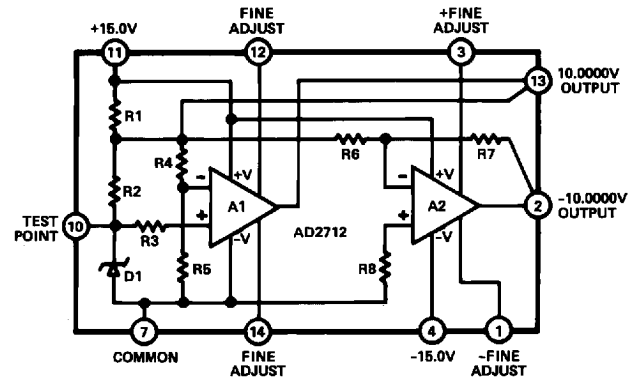 +15.0V
FINE
ADJUST
+FINE
ADJUST
11
12
3
13
10.0000V
OUTPUT
R1
R4
R6
R7
R2
+V
+V
–
–
A1
A2
2
–10.0000V
OUTPUT
TEST
POINT
10
R3
+
+
–V
–V
AD2712
D1
R5
R8
7
14
4
1
COMMON
FINE
ADJUST
–15.0V
–FINE
ADJUST